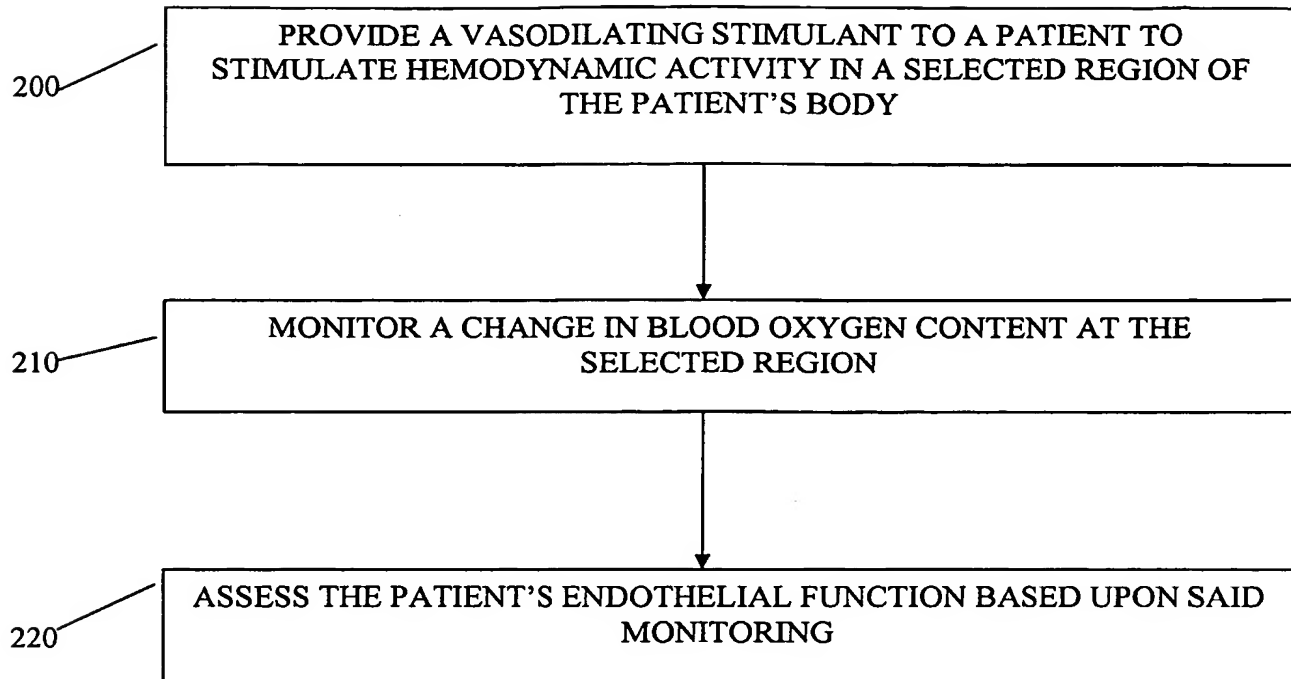 PROVIDE A VASODILATING STIMULANT TO A PATIENT TO
STIMULATE HEMODYNAMIC ACTIVITY IN A SELECTED REGION OF
THE PATIENT'S BODY
200
MONITOR A CHANGE IN BLOOD OXYGEN CONTENT AT THE
SELECTED REGION
210
ASSESS THE PATIENT'S ENDOTHELIAL FUNCTION BASED UPON SAID
MONITORING
220